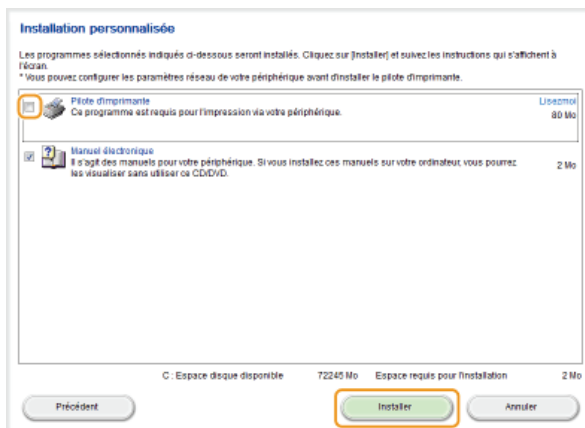 Installation personnalisée
Les programmes sélectionnés indiqués ci-dessous seront installés. Cliquez sur [Installer] et suivez les instructions qui s'affichent à
l'écran.
* Vous pouvez configurer les paramètres réseau de votre périphérique avant d'installer le pilote d'imprimante.
Pilote d'imprimante
Lisezmoi
Ce programme est requis pour l'impression via votre périphérique.
80 Mo
Manuel électronique
Il s'agit des manuels pour votre périphérique. Si vous installez ces manuels sur votre ordinateur, vous pourrez
2 Mo
les visualiser sans utiliser ce CD/DVD.
C : Espace disque disponible 72245 Mo Espace requis pour l'installation 2 Mo
Précédent Installer Annuler